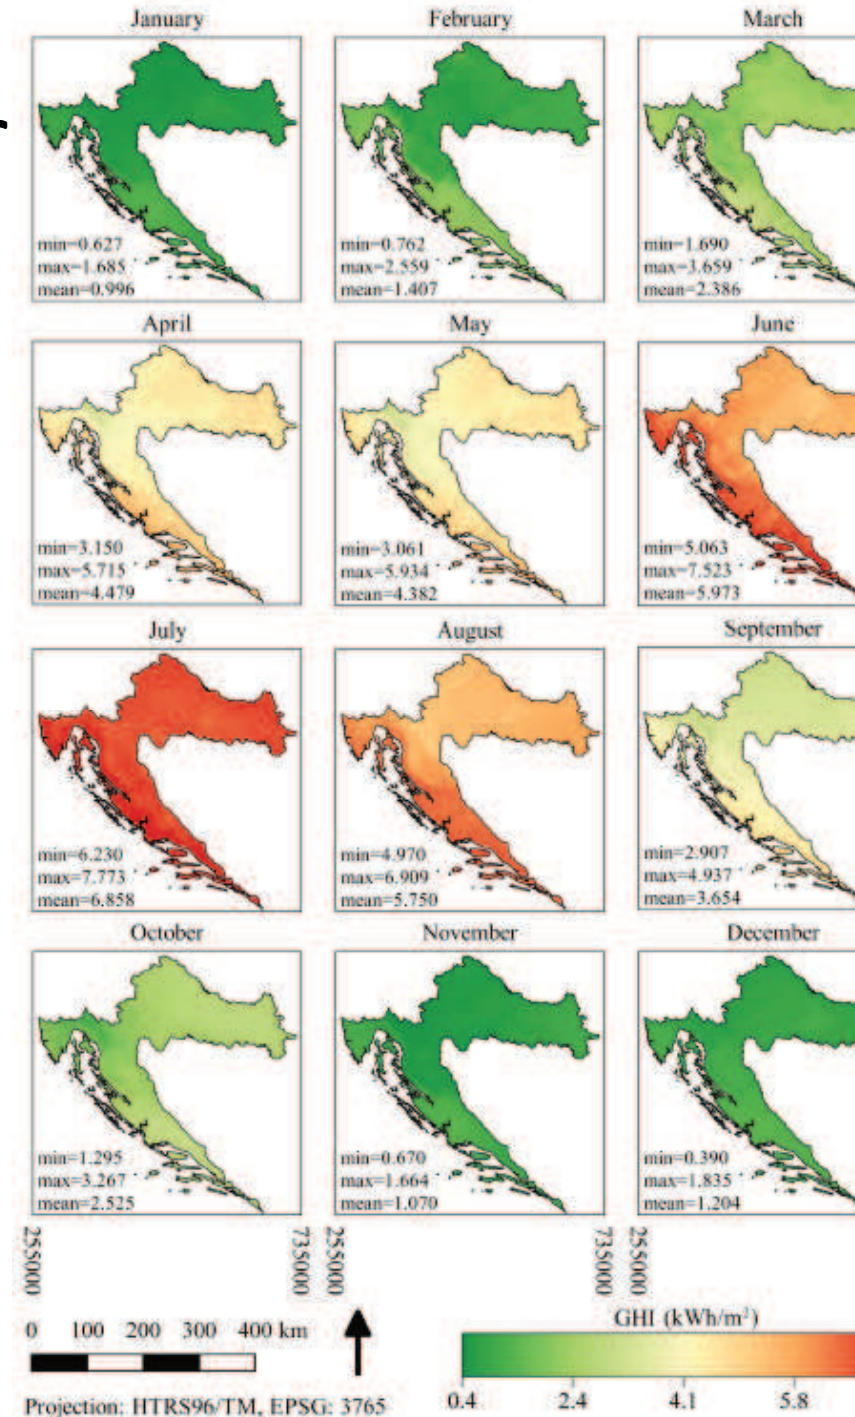 January
February
March
min=0.627
max=1.685
mean=0.996
min=0.762
max=2.559
mean=1.407
min=1.690
max=3.659
mean=2.386
April
May
June
min=3.150
max=5.715
mean=4.479
min=3.061
max=5.934
mean=4.382
min=5.063
max=7.523
mean=5.973
July
August
September
min=6.230
max=7.773
mean=6.858
min=4.970
max=6.909
mean=5.750
min=2.907
max=4.937
mean=3.654
October
November
December
min=1.295
max=3.267
mean=2.525
min=0.670
max=1.664
mean=1.070
min=0.390
max=1.835
mean=1.204
255000
735000
255000
735000
255000
0 100 200 300 400 km
Projection: HTRS96/TM, EPSG: 3765
GHI (kWh/m²)
0.4 2.4 4.1 5.8